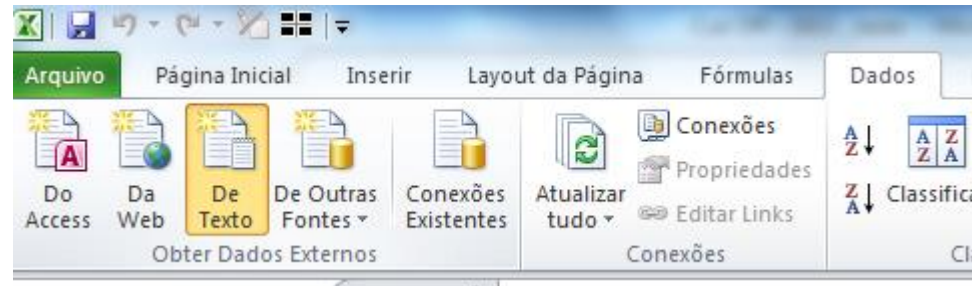 Arquivo Página Inicial Inserir Layout da Página Fórmulas Dados
Do Access
Da Web
De Texto
De Outras Fontes
Conexões Existentes
Obter Dados Externos
Atualizar tudo
Conexões
Propriedades
Editar Links
Conexões
A Z
Z A
A Z
Z A